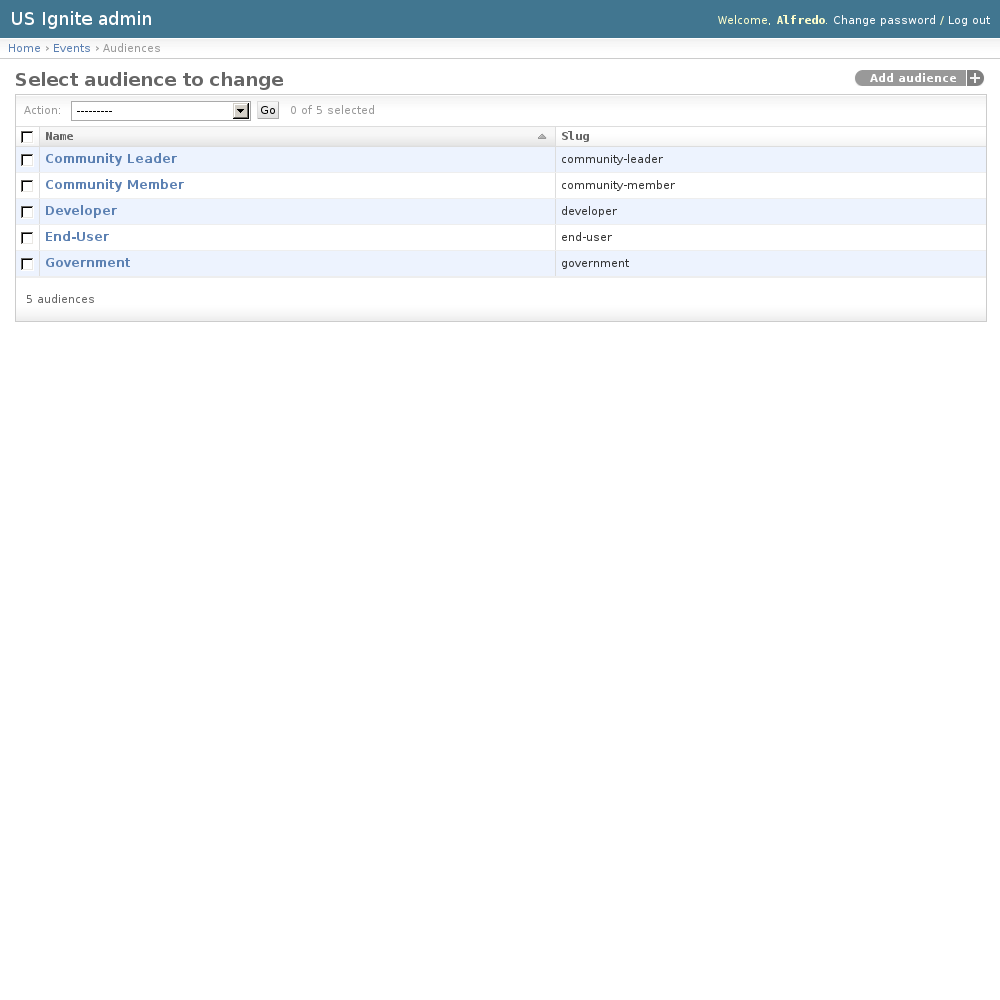 US Ignite admin
Welcome, Alfredo. Change password / Log out
Home › Events › Audiences
Select audience to change
Add audience +
Action: --------- Go 0 of 5 selected
Name Slug
Community Leader community-leader
Community Member community-member
Developer developer
End-User end-user
Government government
5 audiences